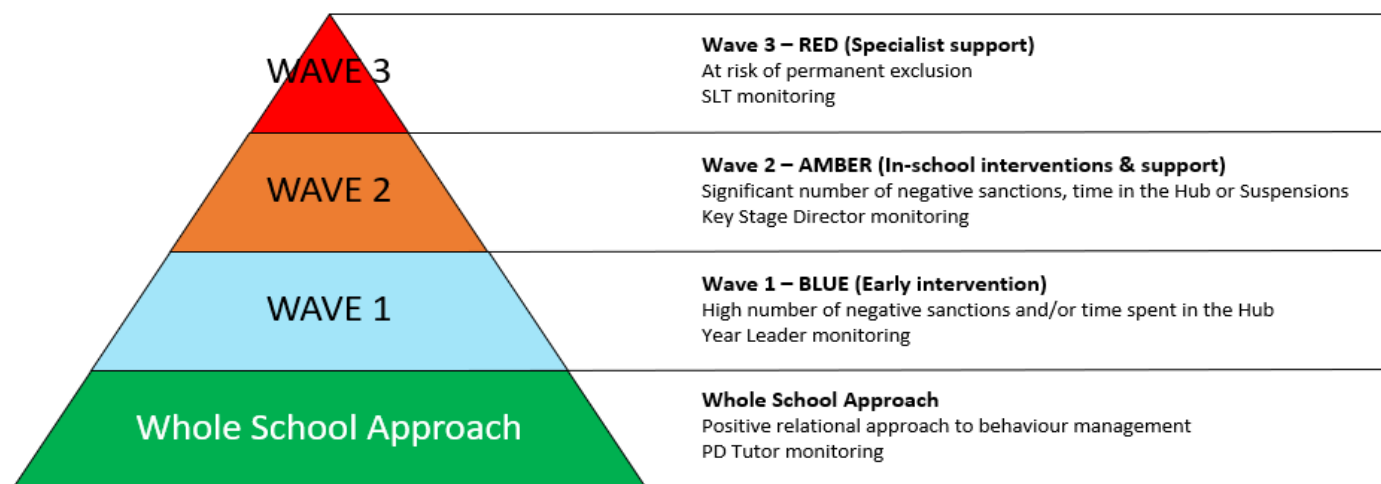 WAVE 3
Wave 3 – RED (Specialist support)
At risk of permanent exclusion
SLT monitoring
WAVE 2
Wave 2 – AMBER (In-school interventions & support)
Significant number of negative sanctions, time in the Hub or Suspensions
Key Stage Director monitoring
WAVE 1
Wave 1 – BLUE (Early intervention)
High number of negative sanctions and/or time spent in the Hub
Year Leader monitoring
Whole School Approach
Whole School Approach
Positive relational approach to behaviour management
PD Tutor monitoring